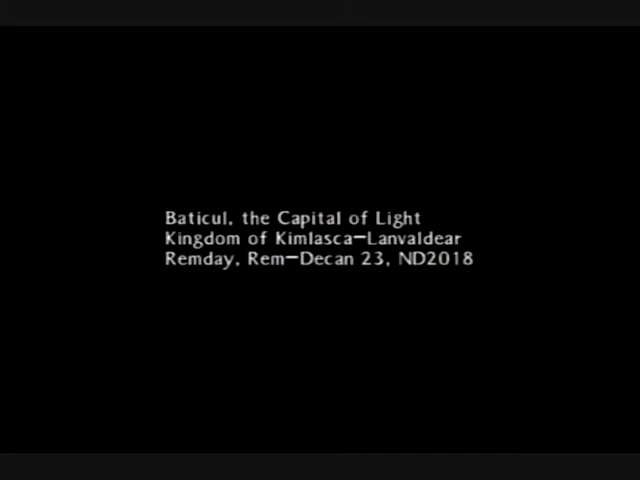 Baticul, the Capital of Light
Kingdom of Kimlasca-Lanvaldear
Remday, Rem-Decan 23, ND2018